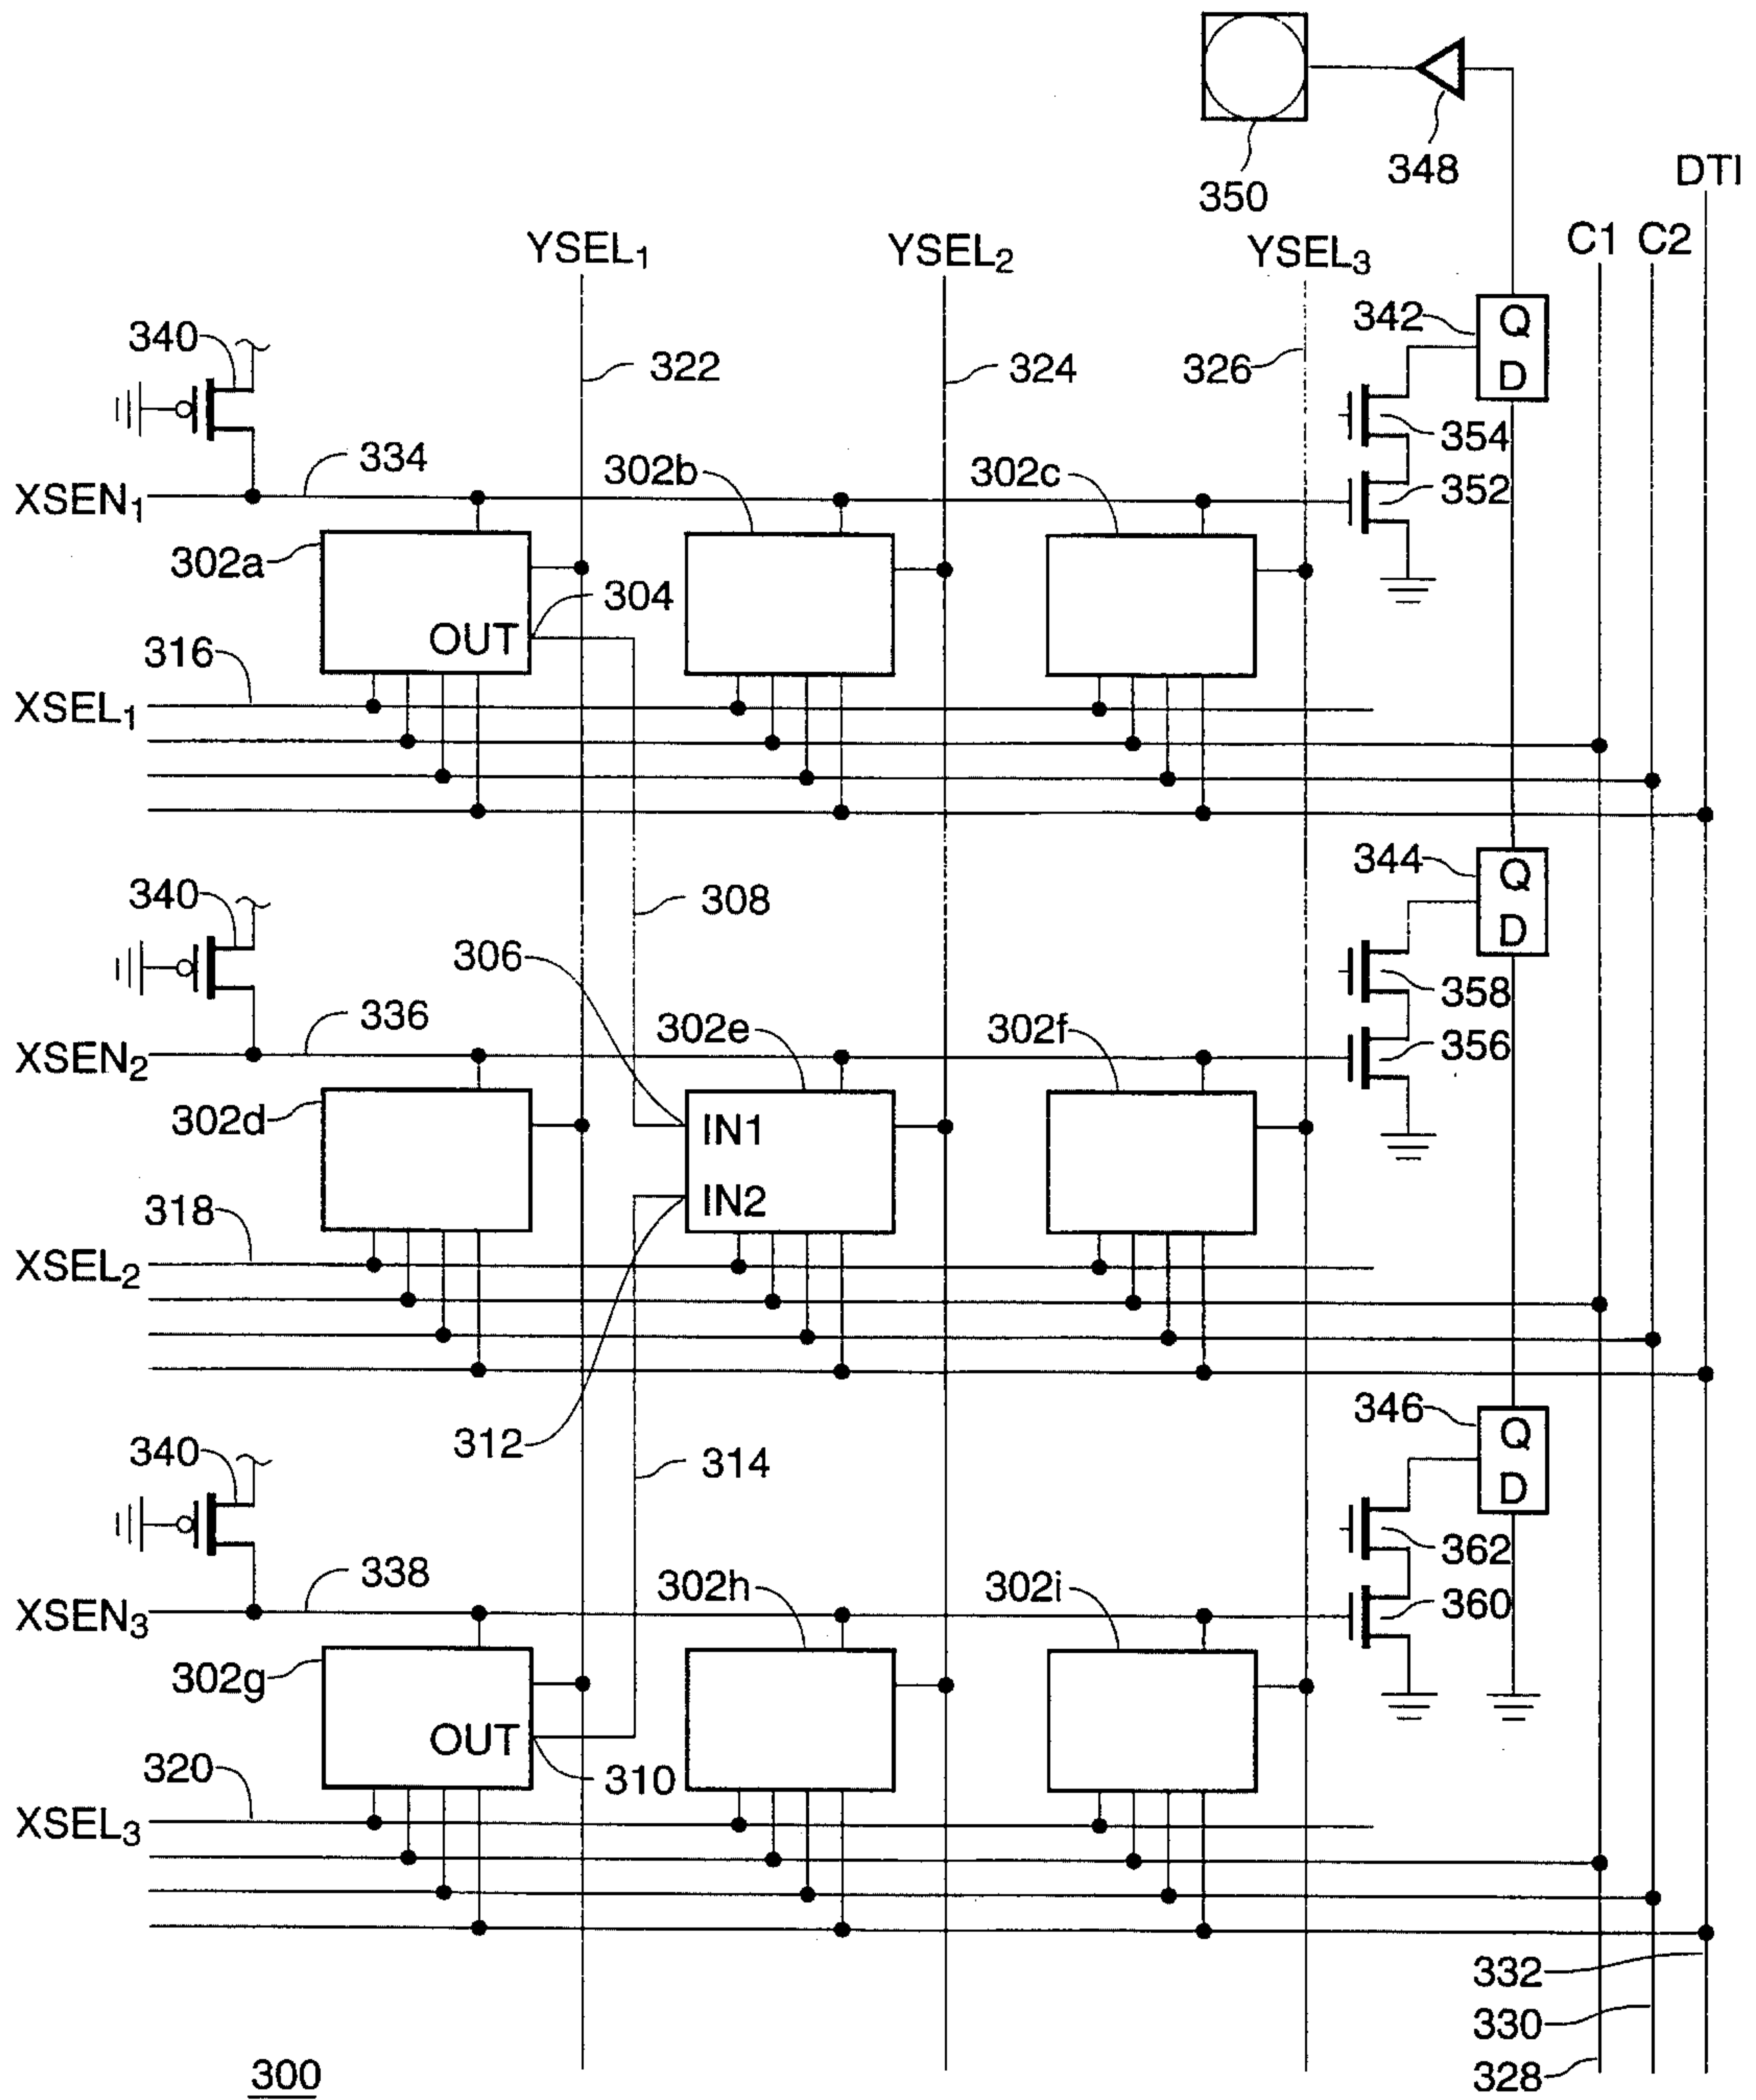 350
348
DTI
C1 C2
YSEL1
YSEL2
YSEL3
342
Q
D
340
322
324
326
354
334
302b
302c
352
XSEN1
302a
304
OUT
316
XSEL1
344
Q
D
340
308
306
358
336
302e
302f
356
XSEN2
302d
IN1
IN2
318
XSEL2
346
Q
D
312
340
314
362
338
302h
302i
360
XSEN3
302g
OUT
320
310
XSEL3
332
330
328
300